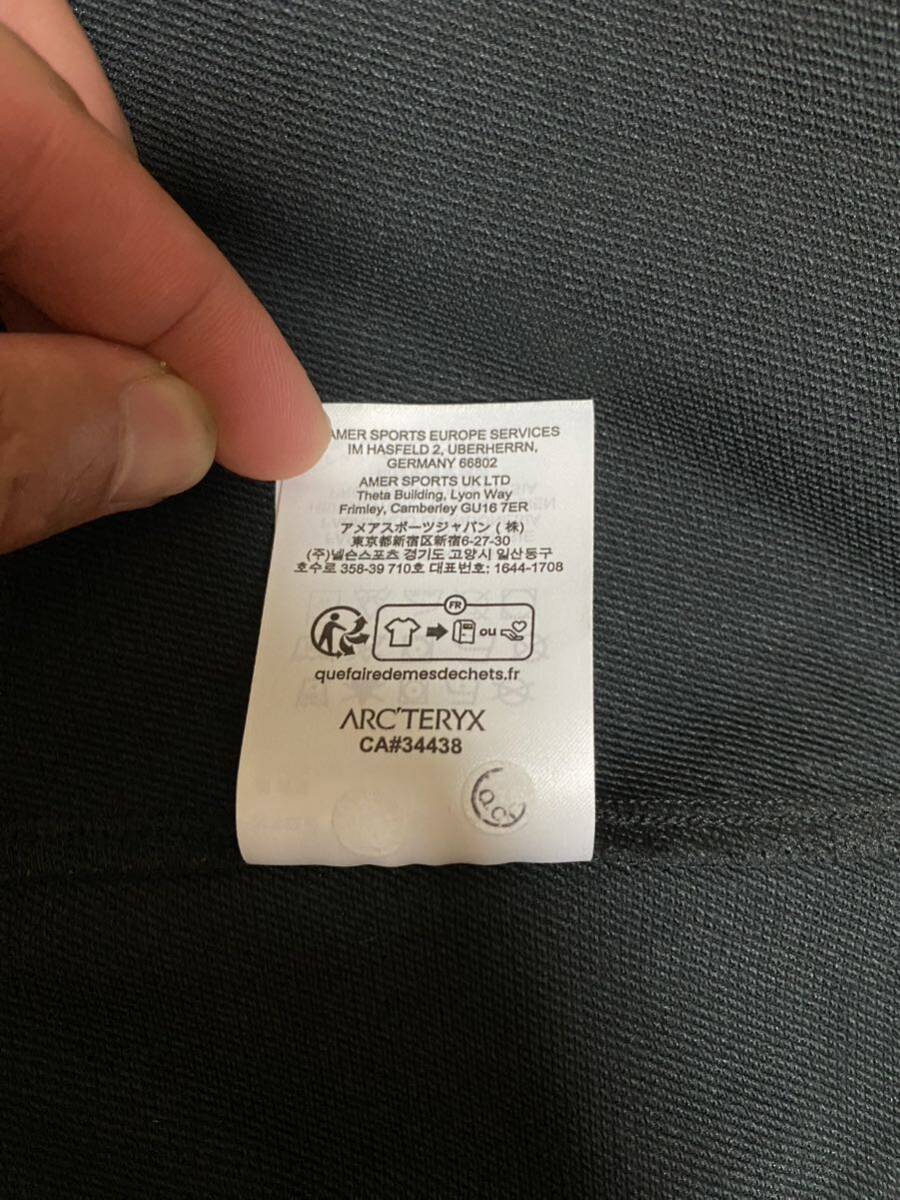 AMER SPORTS EUROPE SERVICES
IM HASFELD 2, UBERHERRN,
GERMANY 66802
AMER SPORTS UK LTD
Theta Building, Lyon Way
Frimley, Camberley GU16 7ER
アメアスポーツジャパン (株)
東京都新宿区新宿6-27-30
(주)넬슨스포츠 경기도 고양시 일산동구
호수로 358-39 710호 대표번호: 1644-1708
FR
ou
quefairedemesdechets.fr
ARC'TERYX
CA#34438